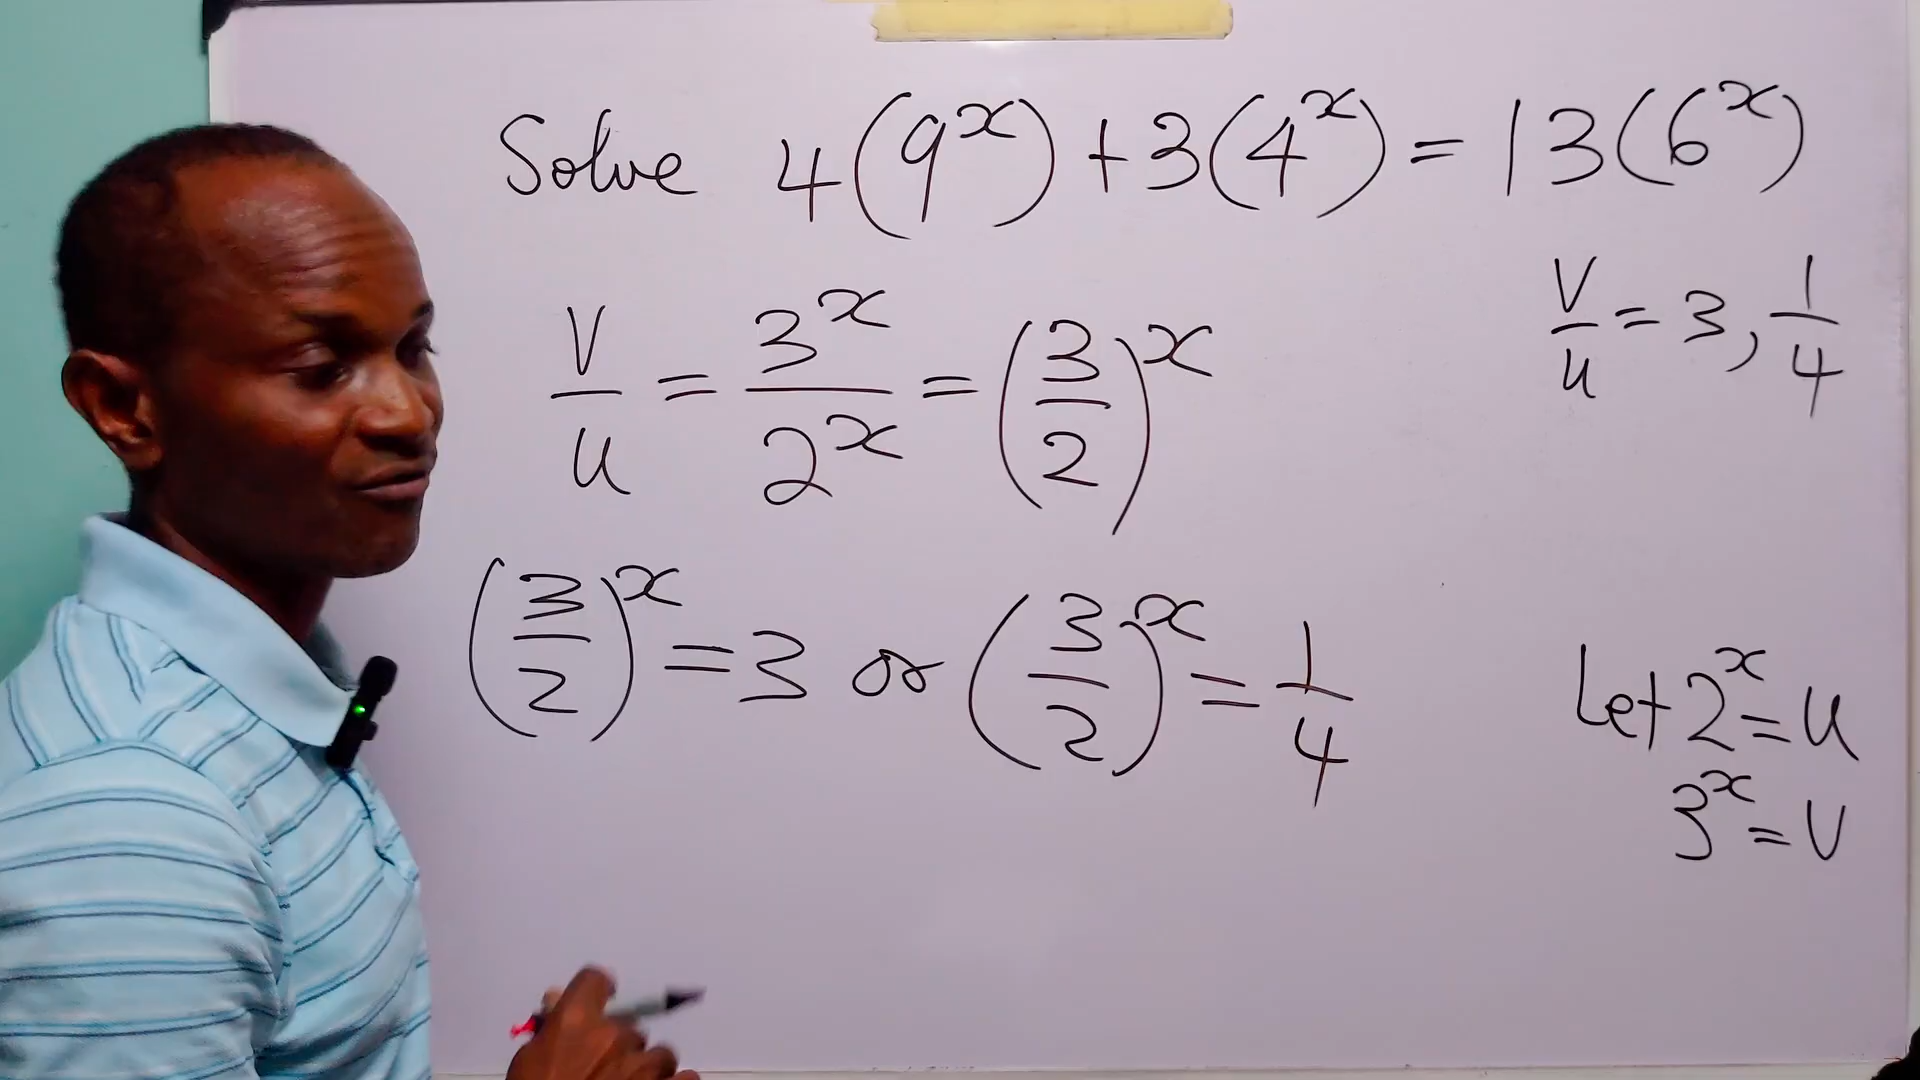 Solve 4(9^x) + 3(4^x) = 13(6^x)
V/u = 3, 1/4
V/u = 3^x/2^x = (3/2)^x
(3/2)^x = 3 or (3/2)^x = 1/4
Let 2^x = u
3^x = V